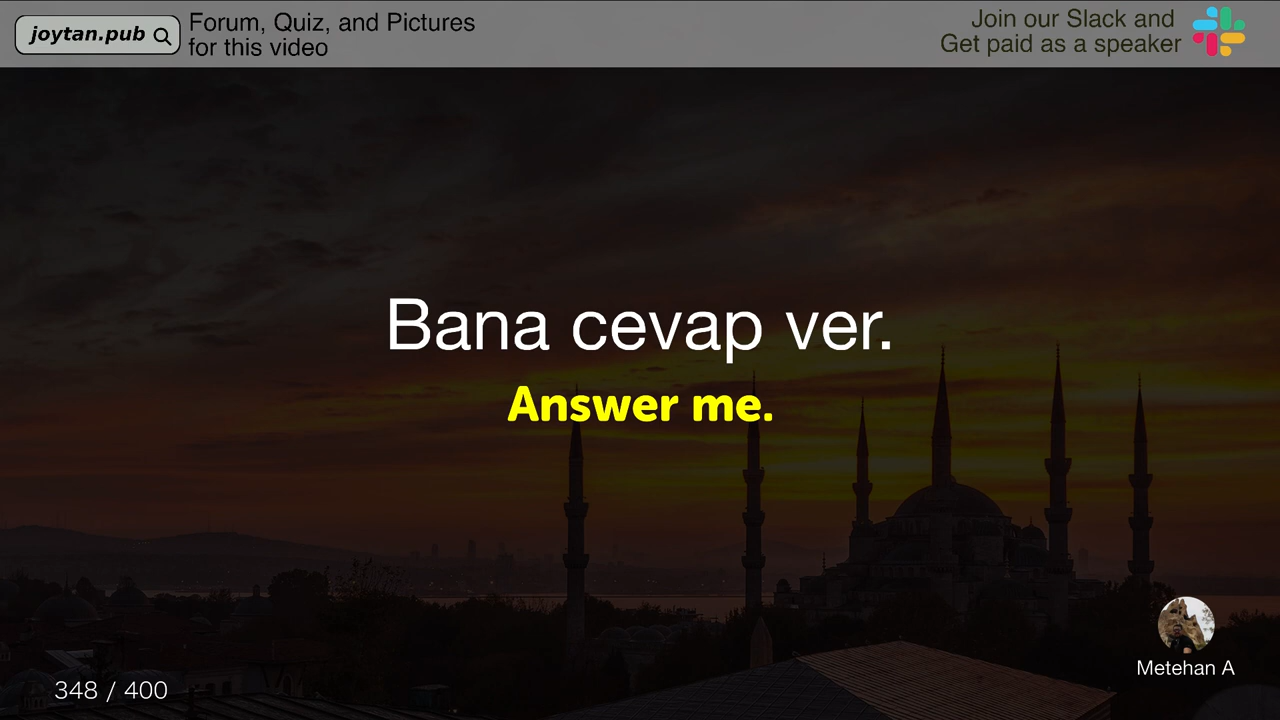 joytan.pub
Forum, Quiz, and Pictures
for this video
Join our Slack and
Get paid as a speaker
Bana cevap ver.
Answer me.
Metehan A
348 / 400